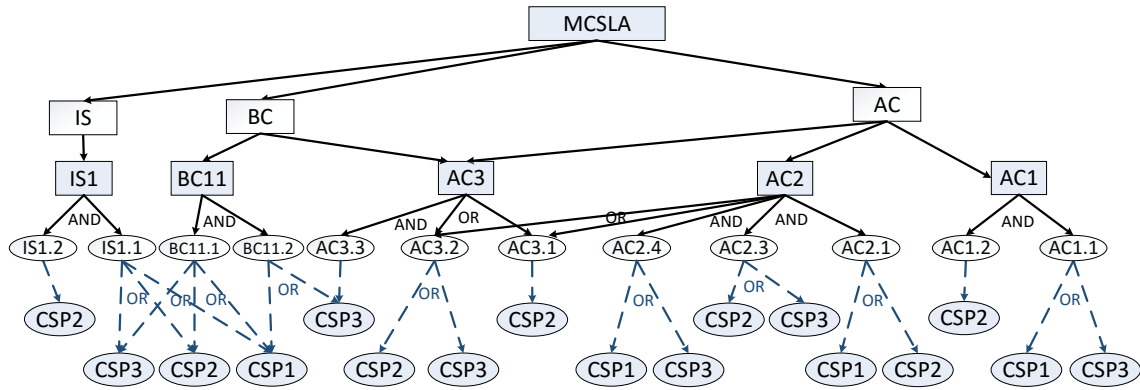 MCSLA
IS BC AC
IS1 BC11 AC3 AC2 AC1
AND AND AND OR OR AND AND AND
IS1.2 IS1.1 BC11.1 BC11.2 AC3.3 AC3.2 AC3.1 AC2.4 AC2.3 AC2.1 AC1.2 AC1.1
OR OR OR OR OR OR OR OR OR
CSP2 CSP3 CSP2 CSP2 CSP3 CSP2
CSP3 CSP2 CSP1 CSP2 CSP3 CSP1 CSP3 CSP1 CSP2 CSP1 CSP3